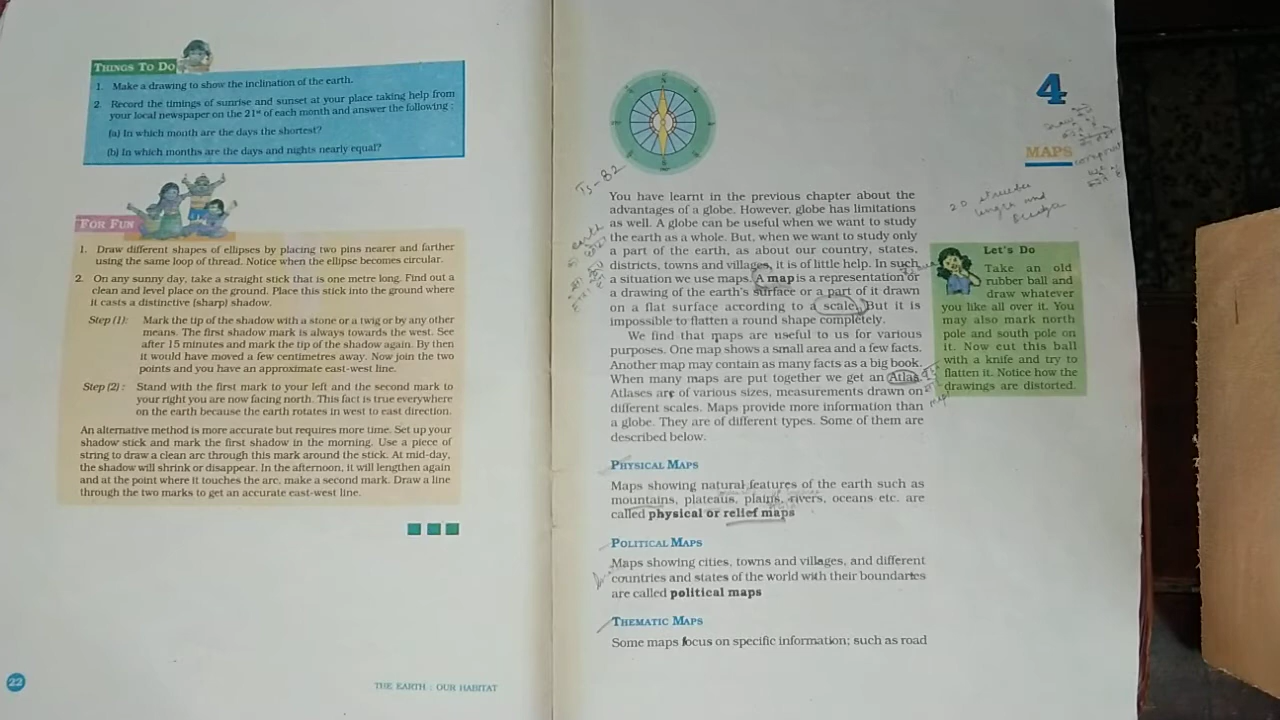 THINGS TO DO
1. Make a drawing to show the inclination of the earth.
2. Record the timings of sunrise and sunset at your place taking help from
your local newspaper on the 21st of each month and answer the following :
(a) In which month are the days the shortest?
(b) In which months are the days and nights nearly equal?
FOR FUN
1. Draw different shapes of ellipses by placing two pins nearer and farther
using the same loop of thread. Notice when the ellipse becomes circular.
2. On any sunny day, take a straight stick that is one metre long. Find out a
clean and level place on the ground. Place this stick into the ground where
it casts a distinctive (sharp) shadow.
Step (1): Mark the tip of the shadow with a stone or a twig or by any other
means. The first shadow mark is always towards the west. See
after 15 minutes and mark the tip of the shadow again. By then
it would have moved a few centimetres away. Now join the two
points and you have an approximate east-west line.
Step (2) : Stand with the first mark to your left and the second mark to
your right you are now facing north. This fact is true everywhere
on the earth because the earth rotates in west to east direction.
An alternative method is more accurate but requires more time. Set up your
shadow stick and mark the first shadow in the morning. Use a piece of
string to draw a clean arc through this mark around the stick. At mid-day,
the shadow will shrink or disappear. In the afternoon, it will lengthen again
and at the point where it touches the arc, make a second mark. Draw a line
through the two marks to get an accurate east-west line.
22
THE EARTH : OUR HABITAT
4
MAPS
You have learnt in the previous chapter about the
advantages of a globe. However, globe has limitations
as well. A globe can be useful when we want to study
the earth as a whole. But, when we want to study only
a part of the earth, as about our country, states,
districts, towns and villages, it is of little help. In such
a situation we use maps. A map is a representation or
a drawing of the earth's surface or a part of it drawn
on a flat surface according to a scale. But it is
impossible to flatten a round shape completely.
We find that maps are useful to us for various
purposes. One map shows a small area and a few facts.
Another map may contain as many facts as a big book.
When many maps are put together we get an Atlas.
Atlases are of various sizes, measurements drawn on
different scales. Maps provide more information than
a globe. They are of different types. Some of them are
described below.
PHYSICAL MAPS
Maps showing natural features of the earth such as
mountains, plateaus, plains, rivers, oceans etc. are
called physical or relief maps
POLITICAL MAPS
Maps showing cities, towns and villages, and different
countries and states of the world with their boundaries
are called political maps
THEMATIC MAPS
Some maps focus on specific information; such as road
Let's Do
Take an old
rubber ball and
draw whatever
you like all over it. You
may also mark north
pole and south pole on
it. Now cut this ball
with a knife and try to
flatten it. Notice how the
drawings are distorted.